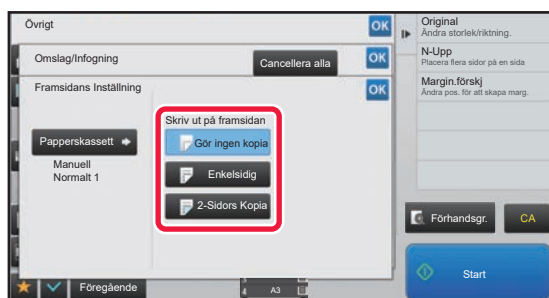 Övrigt
OK
Omslag/Infogning
Cancellera alla
OK
Framsidans Inställning
OK
Skriv ut på framsidan
Papperskassett
Manuell
Normalt 1
Gör ingen kopia
Enkelsidig
2-Sidors Kopia
Föregående
4 A3
Original
Ändra storlek/riktning.
N-Upp
Placera flera sidor på en sida
Margin.förskj
Ändra pos. för att skapa marg.
Förhandsgr.
CA
Start